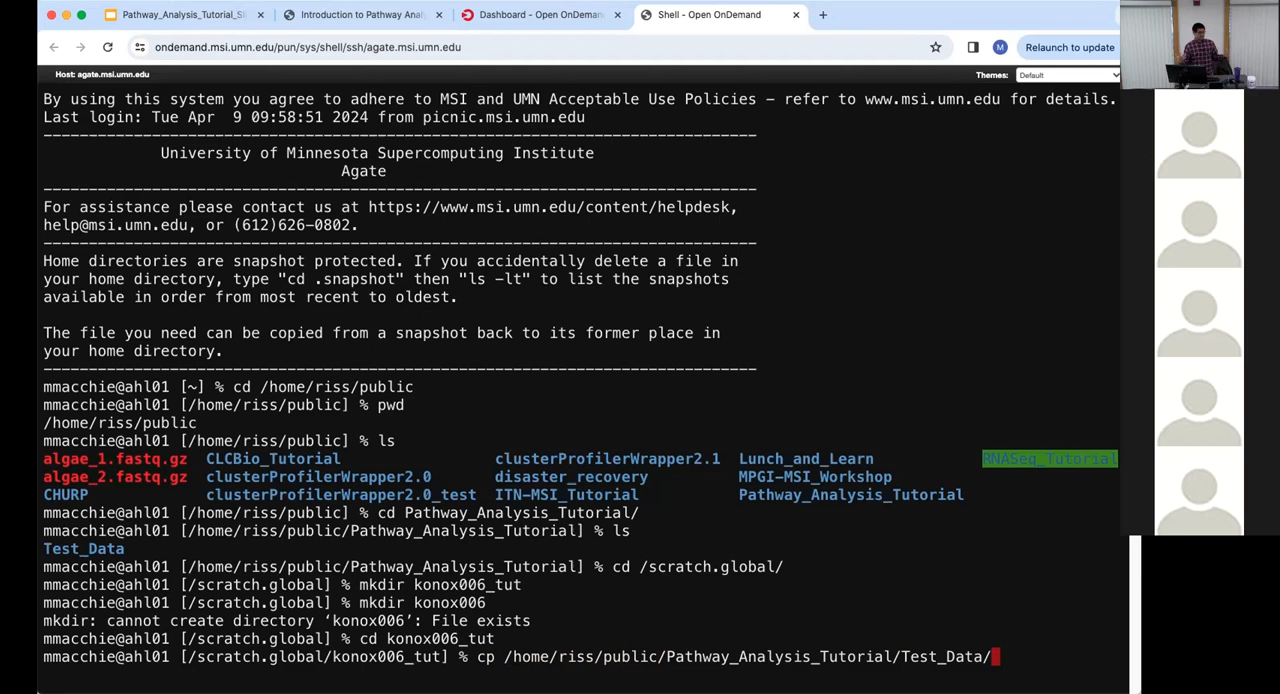 Pathway_Analysis_Tutorial_Sli
Introduction to Pathway Anal
Dashboard - Open OnDemand
Shell - Open OnDemand
ondemand.msi.umn.edu/pun/sys/shell/ssh/agate.msi.umn.edu
M
Relaunch to update
Host: agate.msi.umn.edu
Themes: Default
By using this system you agree to adhere to MSI and UMN Acceptable Use Policies - refer to www.msi.umn.edu for details.
Last login: Tue Apr  9 09:58:51 2024 from picnic.msi.umn.edu
-------------------------------------------------------------------------------
University of Minnesota Supercomputing Institute
Agate
-------------------------------------------------------------------------------
For assistance please contact us at https://www.msi.umn.edu/content/helpdesk,
help@msi.umn.edu, or (612)626-0802.
-------------------------------------------------------------------------------
Home directories are snapshot protected. If you accidentally delete a file in
your home directory, type "cd .snapshot" then "ls -lt" to list the snapshots
available in order from most recent to oldest.
The file you need can be copied from a snapshot back to its former place in
your home directory.
-------------------------------------------------------------------------------
mmacchie@ahl01 [~] % cd /home/riss/public
mmacchie@ahl01 [/home/riss/public] % pwd
/home/riss/public
mmacchie@ahl01 [/home/riss/public] % ls
algae_1.fastq.gz  CLCBio_Tutorial  clusterProfilerWrapper2.1  Lunch_and_Learn  RNASeq_Tutorial
algae_2.fastq.gz  clusterProfilerWrapper2.0  disaster_recovery  MPGI-MSI_Workshop
CHURP  clusterProfilerWrapper2.0_test  ITN-MSI_Tutorial  Pathway_Analysis_Tutorial
mmacchie@ahl01 [/home/riss/public] % cd Pathway_Analysis_Tutorial/
mmacchie@ahl01 [/home/riss/public/Pathway_Analysis_Tutorial] % ls
Test_Data
mmacchie@ahl01 [/home/riss/public/Pathway_Analysis_Tutorial] % cd /scratch.global/
mmacchie@ahl01 [/scratch.global] % mkdir konox006_tut
mmacchie@ahl01 [/scratch.global] % mkdir konox006
mkdir: cannot create directory ‘konox006’: File exists
mmacchie@ahl01 [/scratch.global] % cd konox006_tut
mmacchie@ahl01 [/scratch.global/konox006_tut] % cp /home/riss/public/Pathway_Analysis_Tutorial/Test_Data/